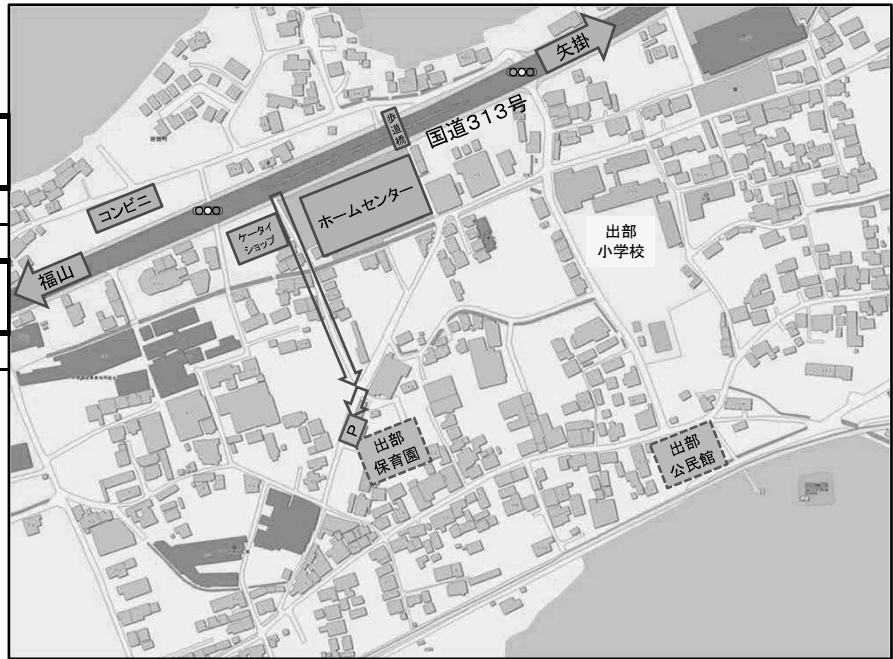 矢掛
歩道橋
国道313号
コンビニ
ホームセンター
ケータイ
ショップ
出部
小学校
福山
P
出部
保育園
出部
公民館